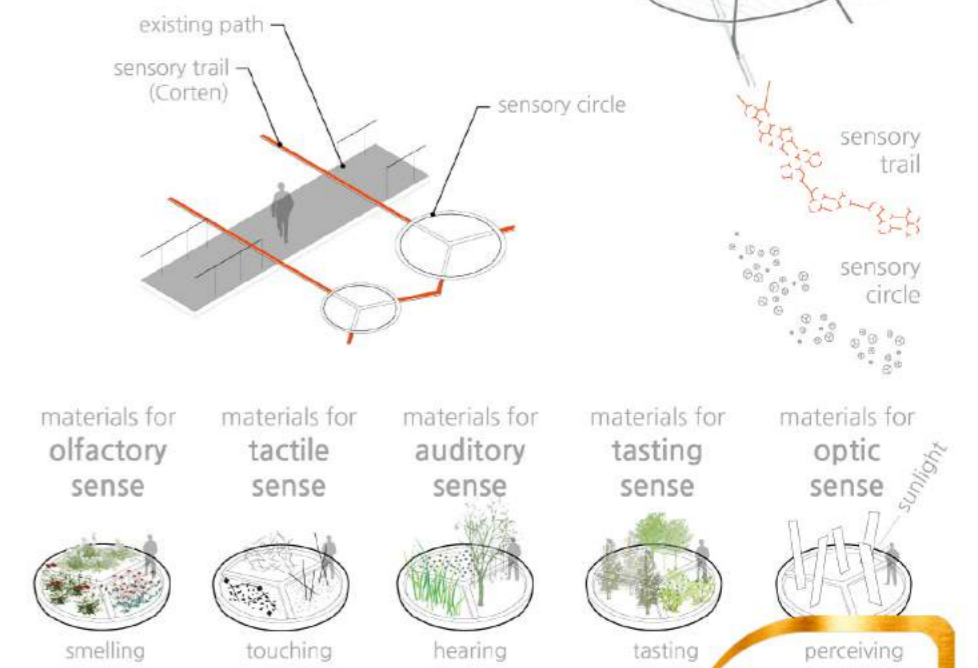 existing path
sensory trail
(Corten)
sensory circle
sensory
trail
sensory
circle
materials for
olfactory
sense
smelling
materials for
tactile
sense
touching
materials for
auditory
sense
hearing
materials for
tasting
sense
tasting
materials for
optic
sense
sunlight
perceiving